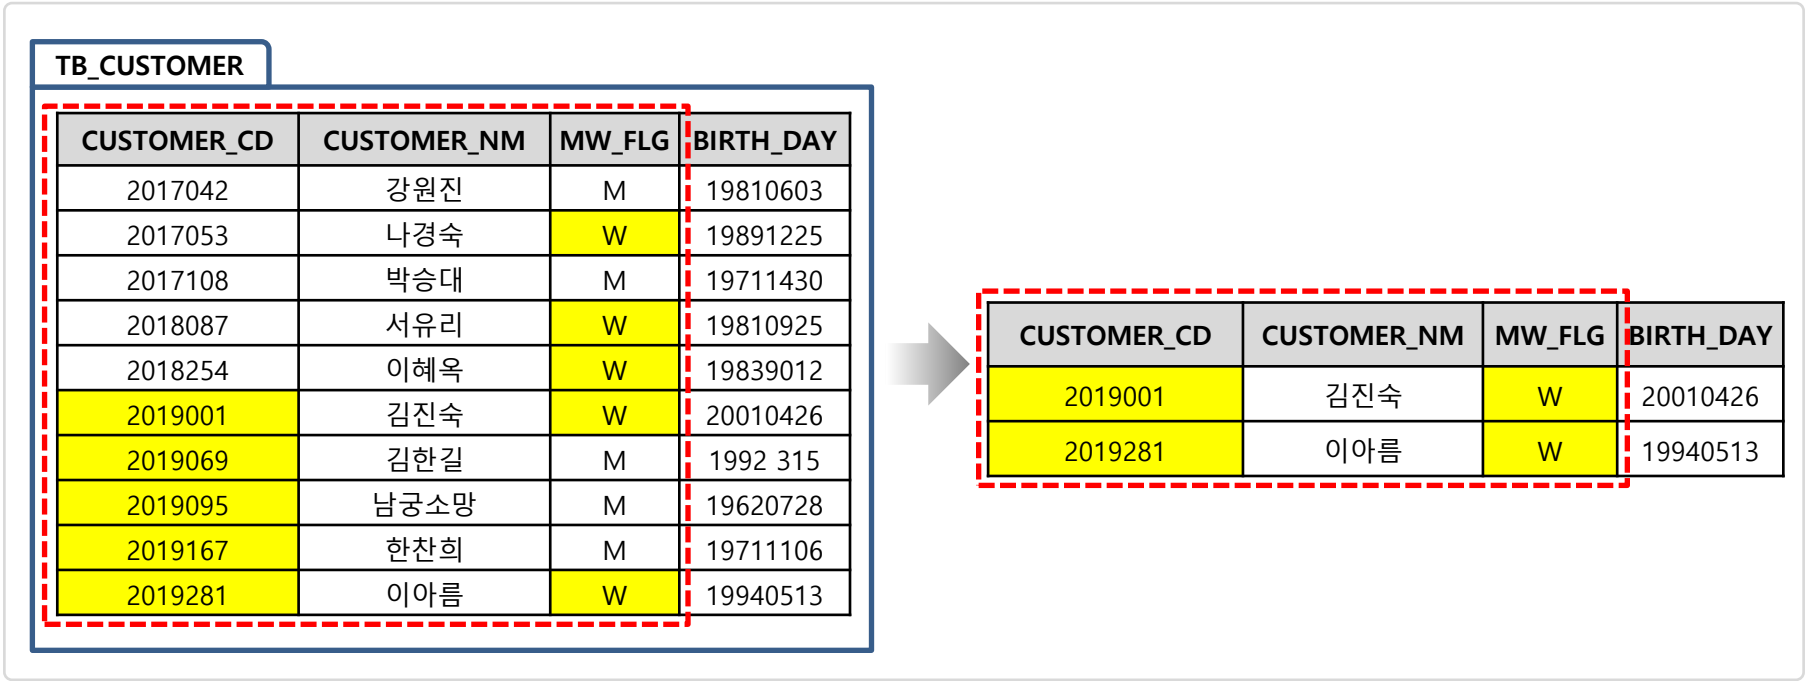 TB_CUSTOMER
CUSTOMER_CD CUSTOMER_NM MW_FLG BIRTH_DAY
2017042 강원진 M 19810603
2017053 나경숙 W 19891225
2017108 박승대 M 19711430
2018087 서유리 W 19810925
2018254 이혜옥 W 19839012
2019001 김진숙 W 20010426
2019069 김한길 M 1992 315
2019095 남궁소망 M 19620728
2019167 한찬희 M 19711106
2019281 이아름 W 19940513
CUSTOMER_CD CUSTOMER_NM MW_FLG BIRTH_DAY
2019001 김진숙 W 20010426
2019281 이아름 W 19940513